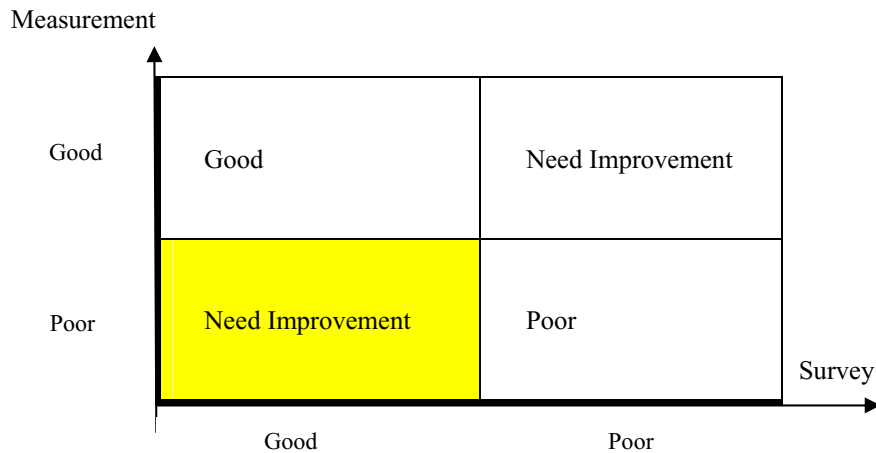 Measurement
Good
Good
Need Improvement
Poor
Need Improvement
Poor
Survey
Good
Poor